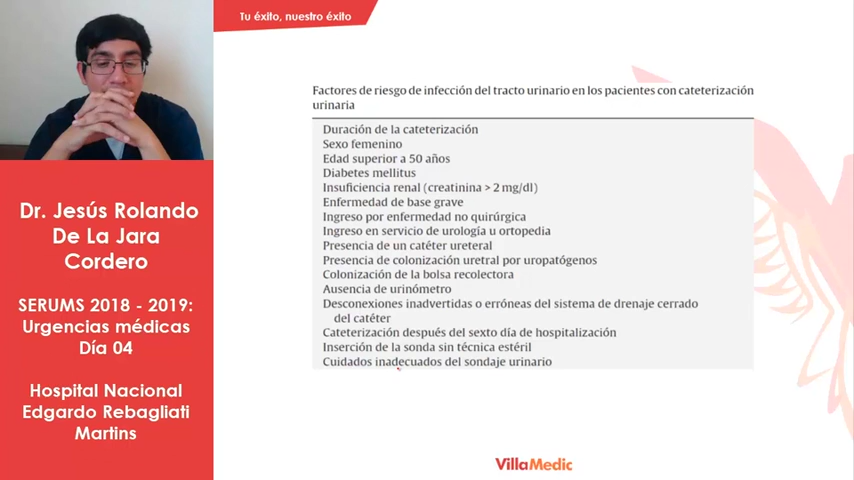 Tu éxito, nuestro éxito
Dr. Jesús Rolando
De La Jara
Cordero
SERUMS 2018 - 2019:
Urgencias médicas
Día 04
Hospital Nacional
Edgardo Rebagliati
Martins
Factores de riesgo de infección del tracto urinario en los pacientes con cateterización
urinaria
Duración de la cateterización
Sexo femenino
Edad superior a 50 años
Diabetes mellitus
Insuficiencia renal (creatinina > 2 mg/dl)
Enfermedad de base grave
Ingreso por enfermedad no quirúrgica
Ingreso en servicio de urología u ortopedia
Presencia de un catéter ureteral
Presencia de colonización uretral por uropatógenos
Colonización de la bolsa recolectora
Ausencia de urinómetro
Desconexiones inadvertidas o erróneas del sistema de drenaje cerrado
del catéter
Cateterización después del sexto día de hospitalización
Inserción de la sonda sin técnica estéril
Cuidados inadecuados del sondaje urinario
VillaMedic